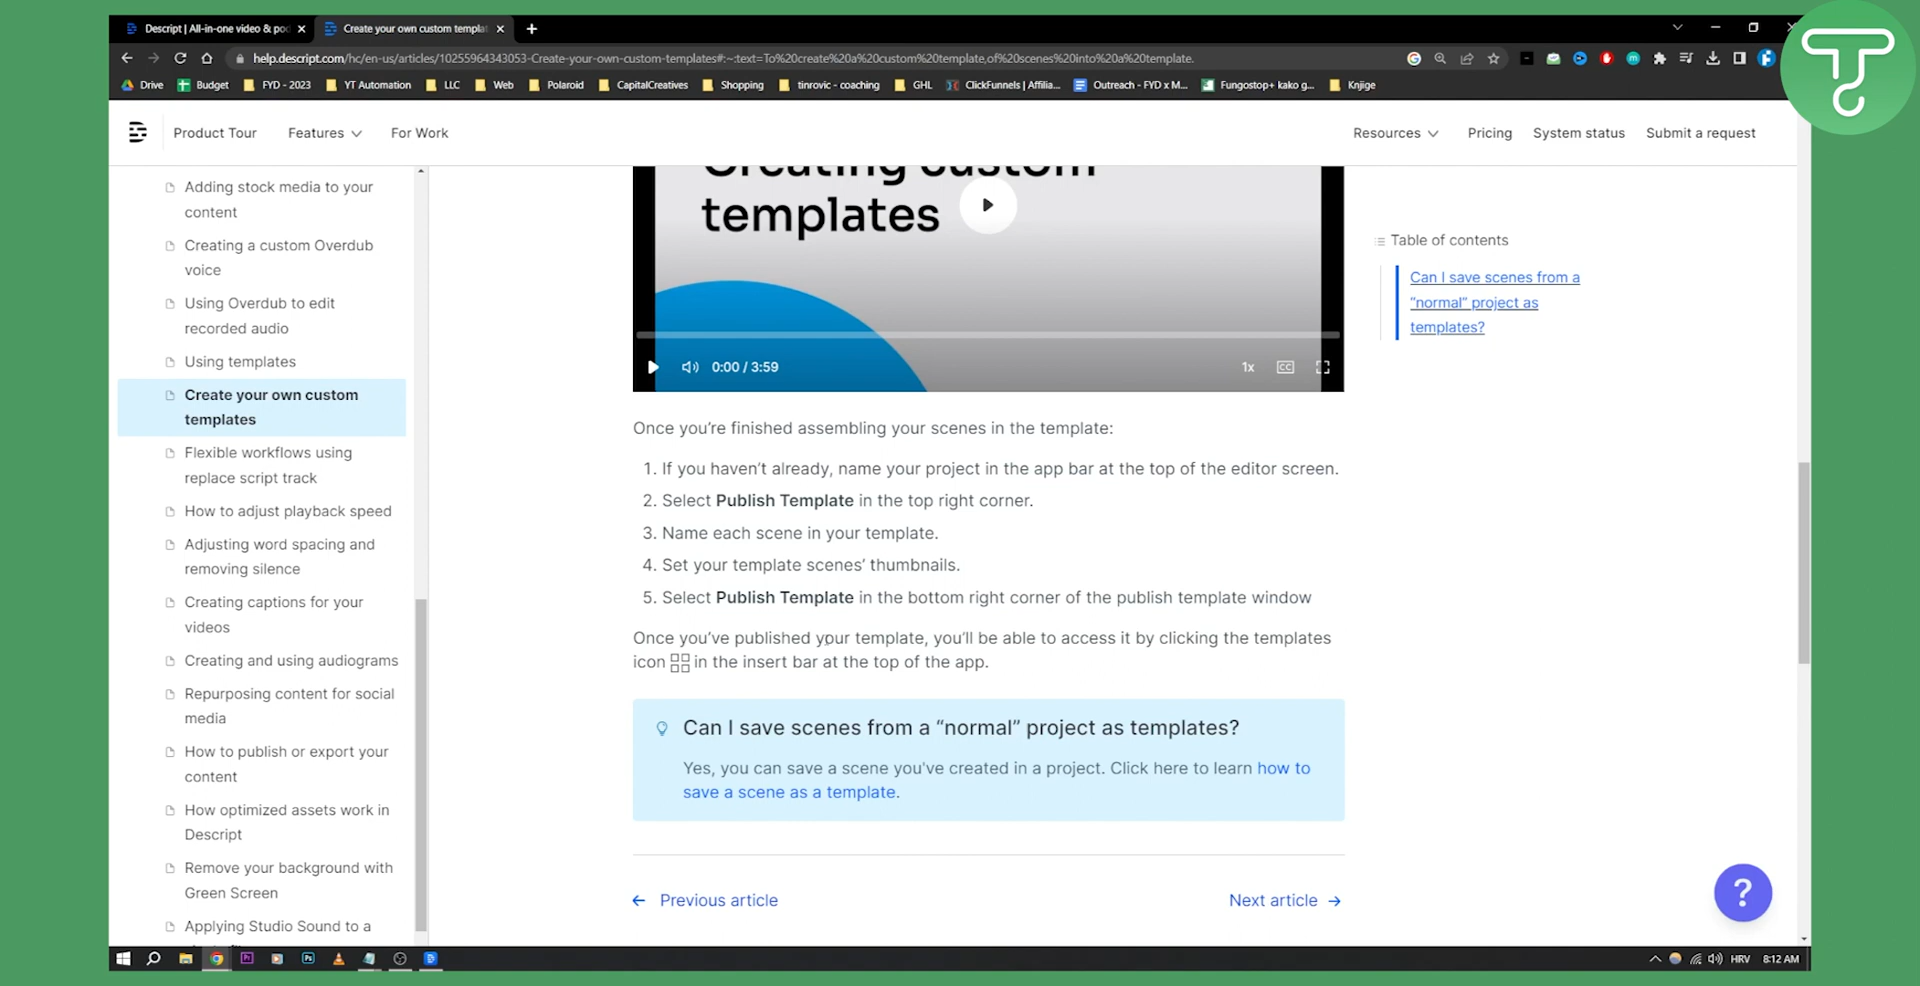 Descript | All-in-one video & pod
Create your own custom templat
help.descript.com/hc/en-us/articles/10255964343053-Create-your-own-custom-templates#:~:text=To%20create%20a%20custom%20template,of%20scenes%20into%20a%20template.
Drive
Budget
FYD - 2023
YT Automation
LLC
Web
Polaroid
CapitalCreatives
Shopping
tinrovic - coaching
GHL
ClickFunnels | Affilia...
Outreach - FYD x M...
Fungostop+ kako g...
Knjige
Product Tour
Features
For Work
Resources
Pricing
System status
Submit a request
Adding stock media to your
content
Creating a custom Overdub
voice
Using Overdub to edit
recorded audio
Using templates
Create your own custom
templates
Flexible workflows using
replace script track
How to adjust playback speed
Adjusting word spacing and
removing silence
Creating captions for your
videos
Creating and using audiograms
Repurposing content for social
media
How to publish or export your
content
How optimized assets work in
Descript
Remove your background with
Green Screen
Applying Studio Sound to a
Creating custom
templates
0:00 / 3:59
1x
CC
Once you're finished assembling your scenes in the template:
1. If you haven't already, name your project in the app bar at the top of the editor screen.
2. Select Publish Template in the top right corner.
3. Name each scene in your template.
4. Set your template scenes' thumbnails.
5. Select Publish Template in the bottom right corner of the publish template window
Once you've published your template, you'll be able to access it by clicking the templates
icon in the insert bar at the top of the app.
Can I save scenes from a “normal” project as templates?
Yes, you can save a scene you've created in a project. Click here to learn how to
save a scene as a template.
← Previous article
Next article →
Table of contents
Can I save scenes from a
“normal” project as
templates?
?
HRV
8:12 AM